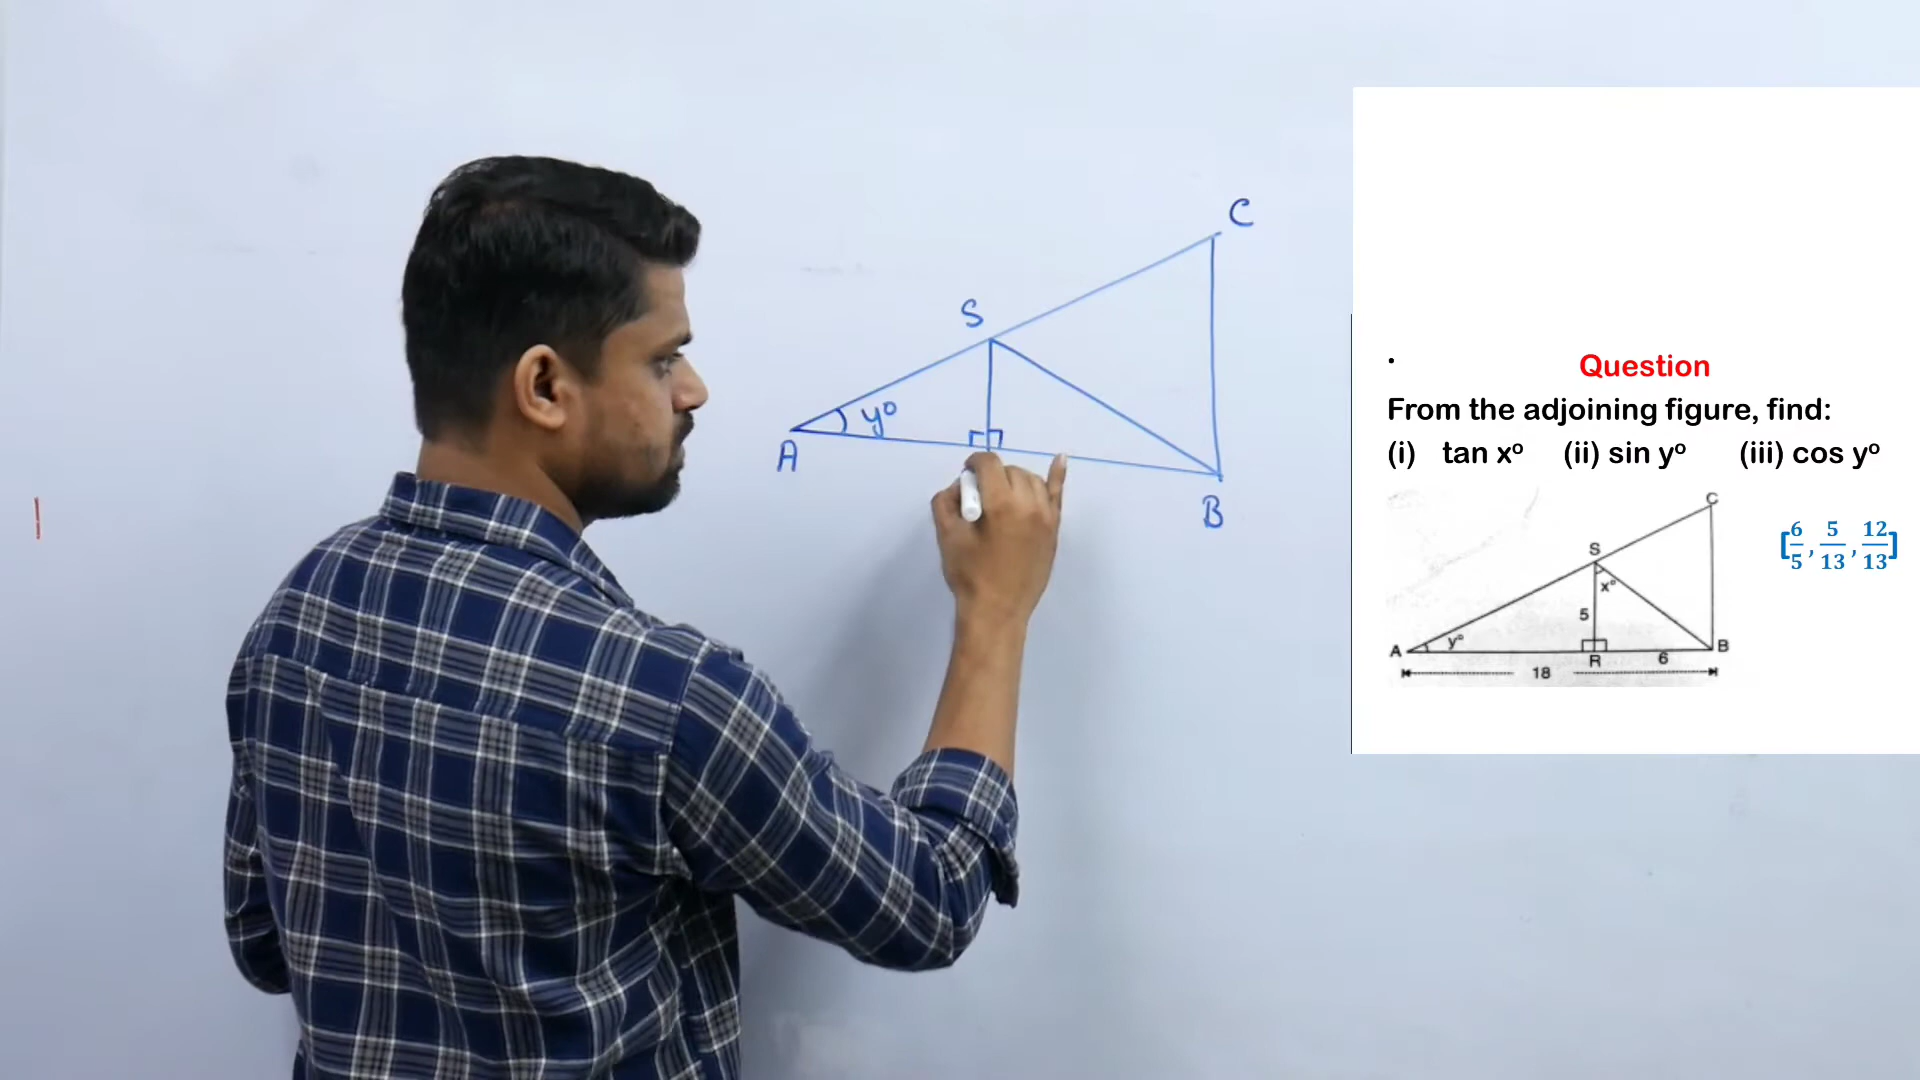 C
S
y°
A
B
Question
From the adjoining figure, find:
(i) tan x° (ii) sin y° (iii) cos y°
C
S
x°
5
y°
A
R
6
B
18
[6/5, 5/13, 12/13]